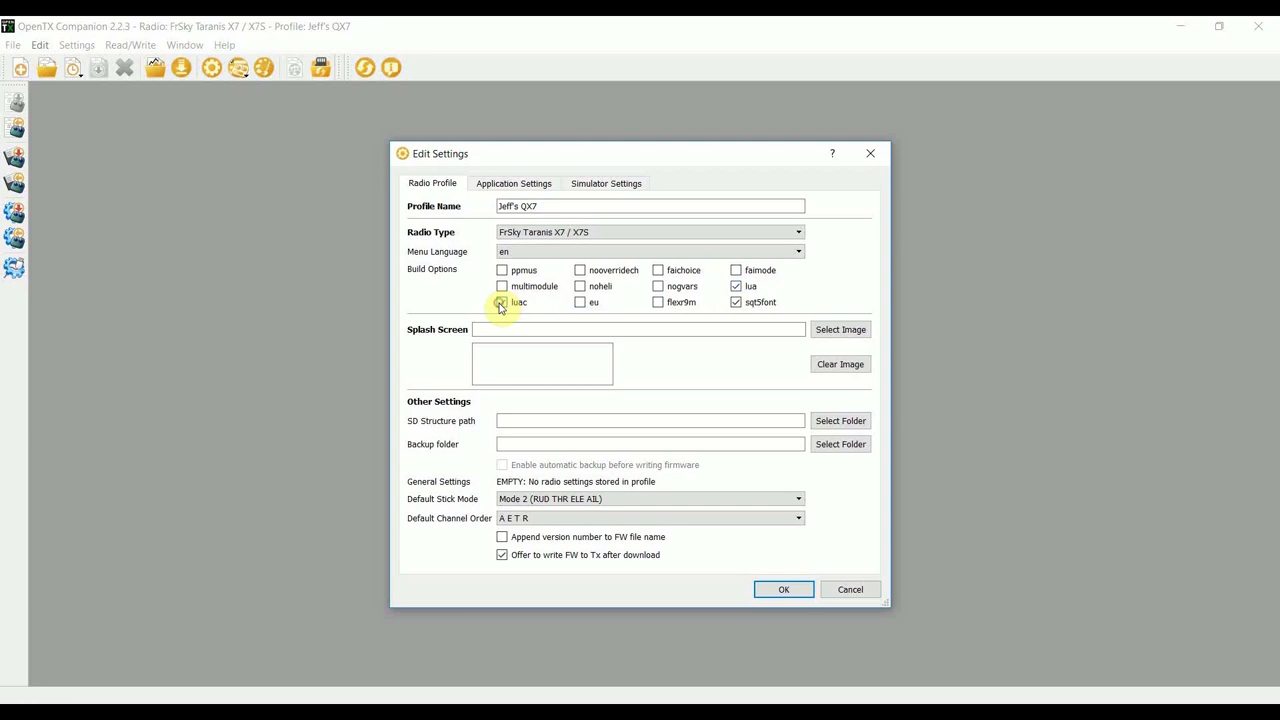 OPEN TX OpenTX Companion 2.2.3 - Radio: FrSky Taranis X7 / X7S - Profile: Jeff's QX7
File Edit Settings Read/Write Window Help
Edit Settings ?
Radio Profile Application Settings Simulator Settings
Profile Name Jeff's QX7
Radio Type FrSky Taranis X7 / X7S
Menu Language en
Build Options ppmus nooverridech faichoice faimode
multimodule noheli nogvars lua
luac eu flexr9m sqt5font
Splash Screen Select Image
Clear Image
Other Settings
SD Structure path Select Folder
Backup folder Select Folder
Enable automatic backup before writing firmware
General Settings EMPTY: No radio settings stored in profile
Default Stick Mode Mode 2 (RUD THR ELE AIL)
Default Channel Order A E T R
Append version number to FW file name
Offer to write FW to Tx after download
OK Cancel